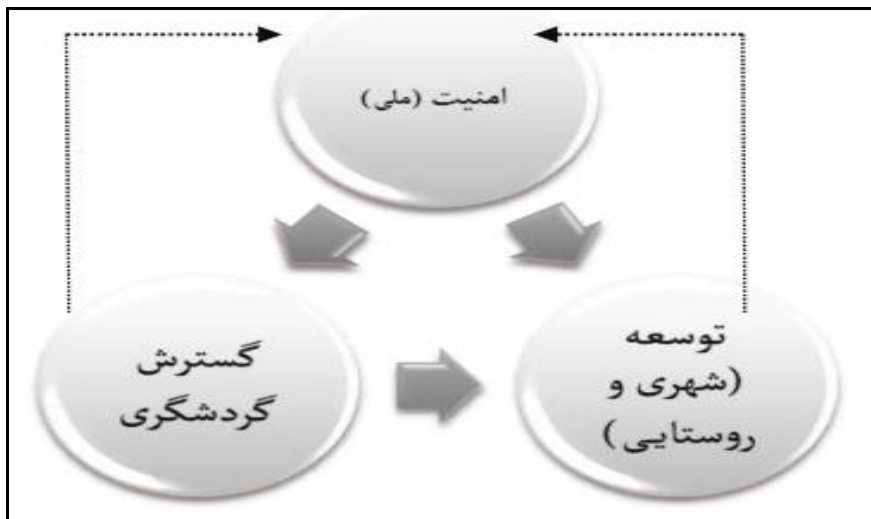 امنیت (ملی)
توسعه
(شهری و
روستایی)
گسترش
گردشگری